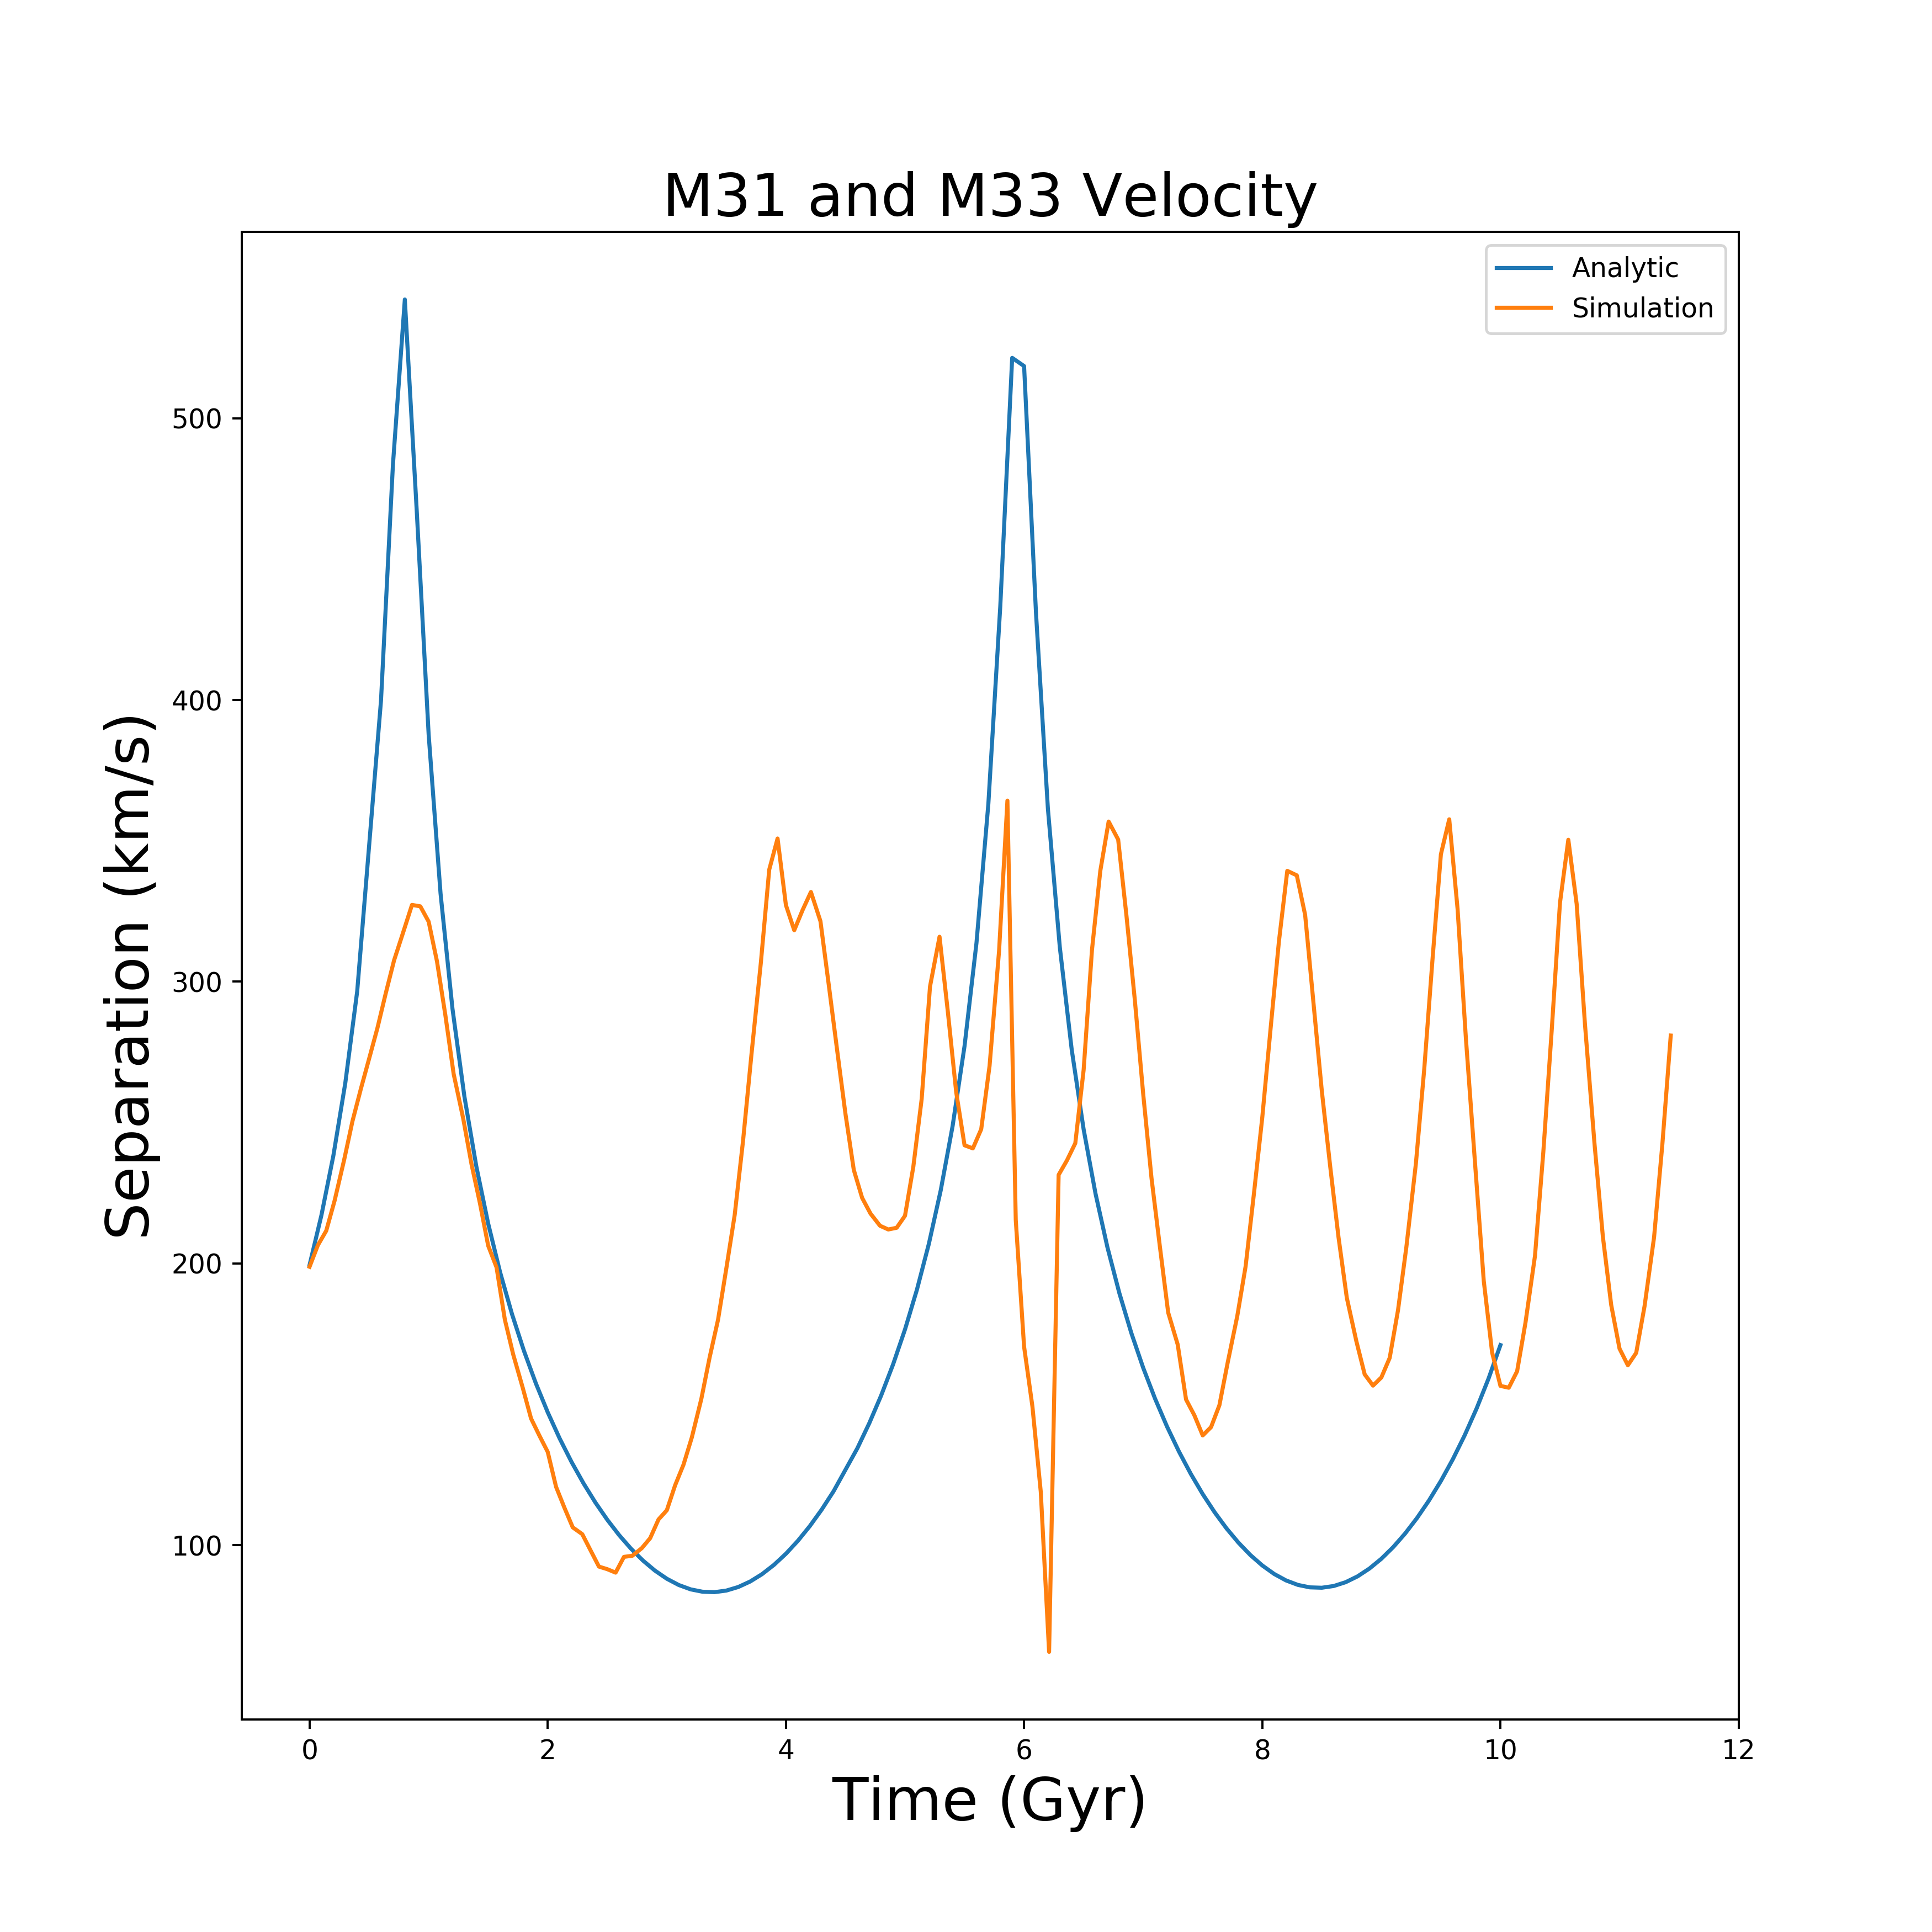 M31 and M33 Velocity
Analytic
Simulation
500
400
300
200
100
Separation (km/s)
0 2 4 6 8 10 12
Time (Gyr)